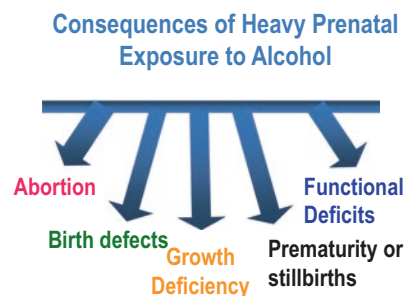 Consequences of Heavy Prenatal
Exposure to Alcohol
Abortion
Birth defects
Growth
Deficiency
Prematurity or
stillbirths
Functional
Deficits